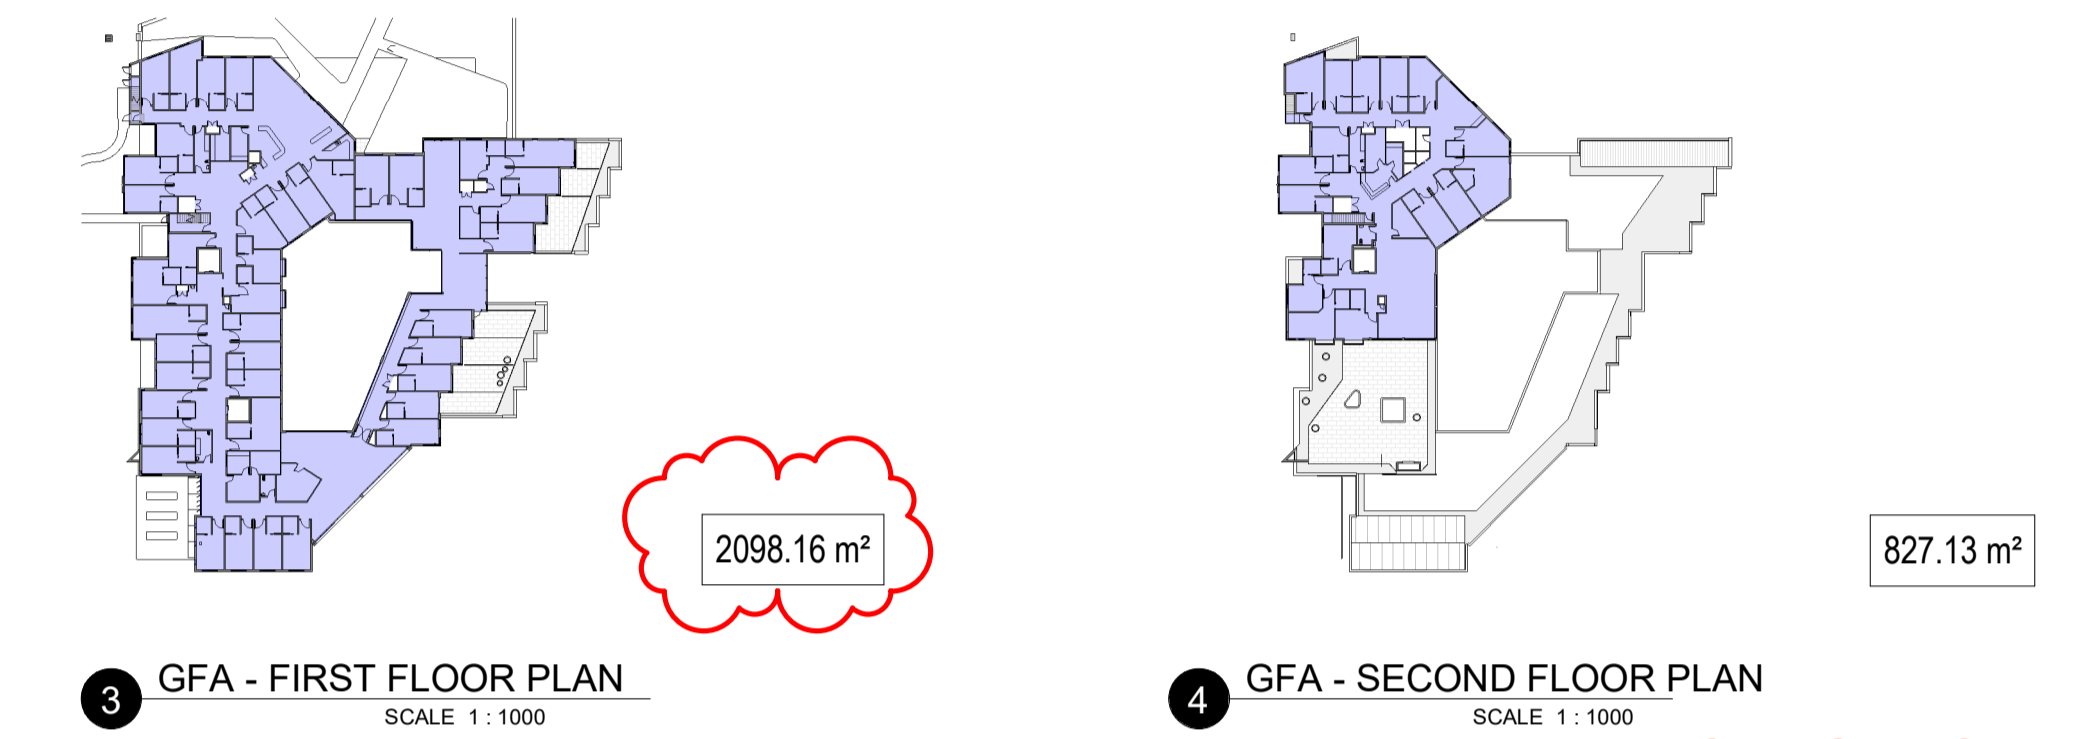 2098.16 m²
827.13 m²
3
GFA - FIRST FLOOR PLAN
SCALE 1 : 1000
4
GFA - SECOND FLOOR PLAN
SCALE 1 : 1000